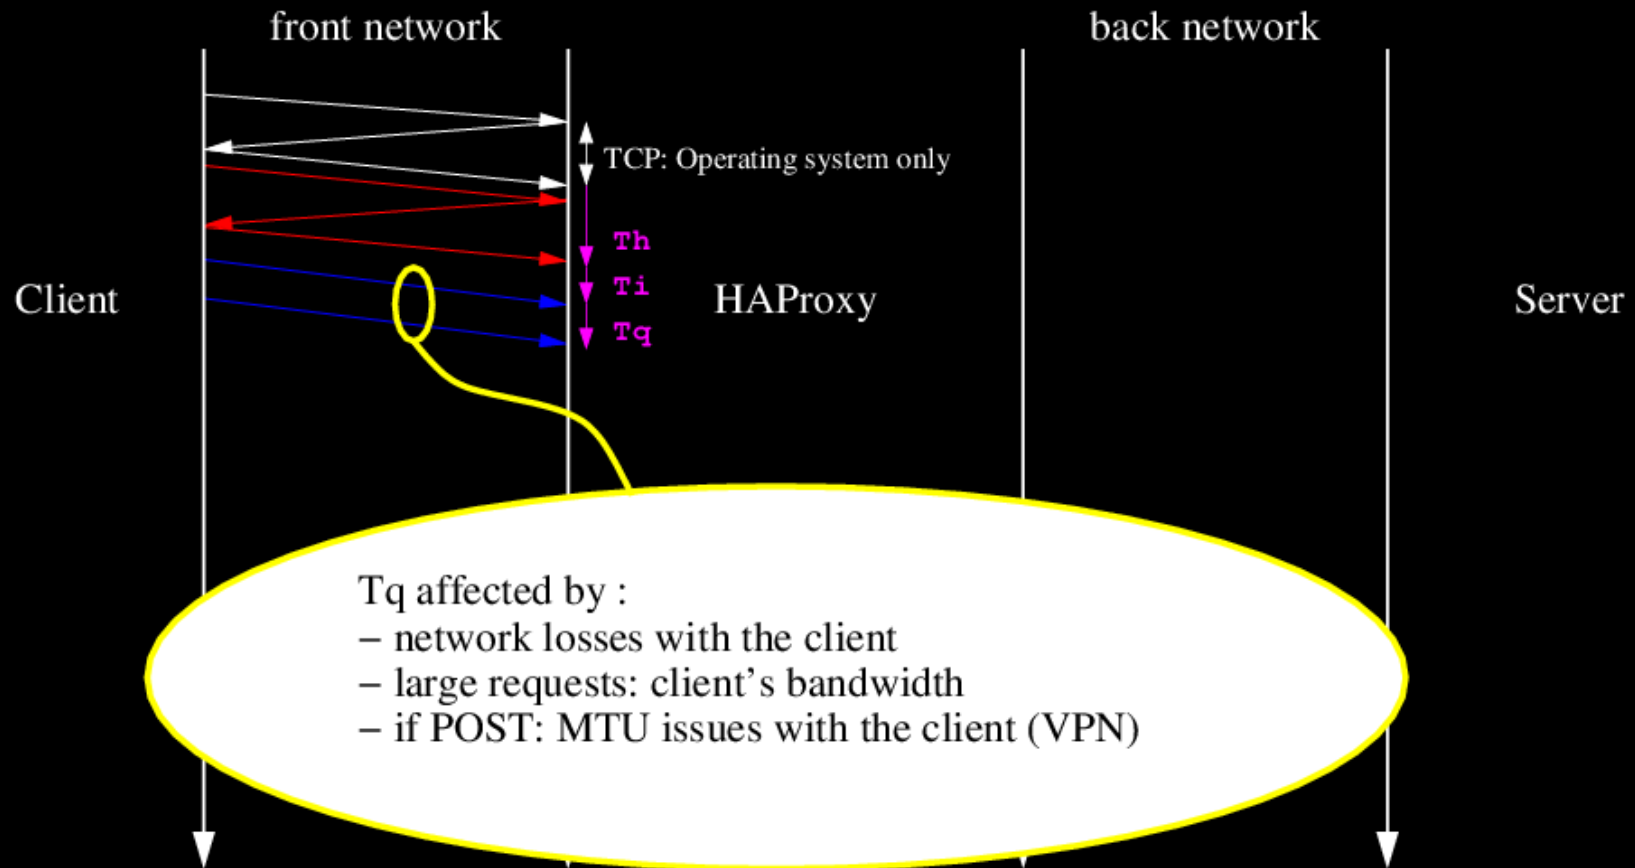 front network
back network
TCP: Operating system only
Th
Ti
Client
HAProxy
Server
Tq
Tq affected by :
– network losses with the client
– large requests: client’s bandwidth
– if POST: MTU issues with the client (VPN)